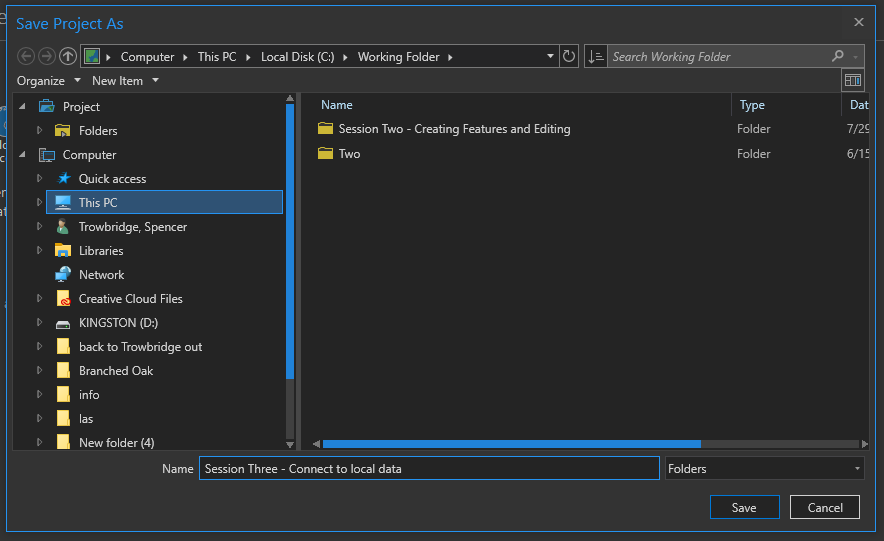 Save Project As
Computer This PC Local Disk (C:) Working Folder Search Working Folder
Organize New Item
Project
Folders
Computer
Quick access
This PC
Trowbridge, Spencer
Libraries
Network
Creative Cloud Files
KINGSTON (D:)
back to Trowbridge out
Branched Oak
info
las
New folder (4)
Name Type Dat
Session Two - Creating Features and Editing Folder 7/29
Two Folder 6/15
Name Session Three - Connect to local data Folders
Save Cancel